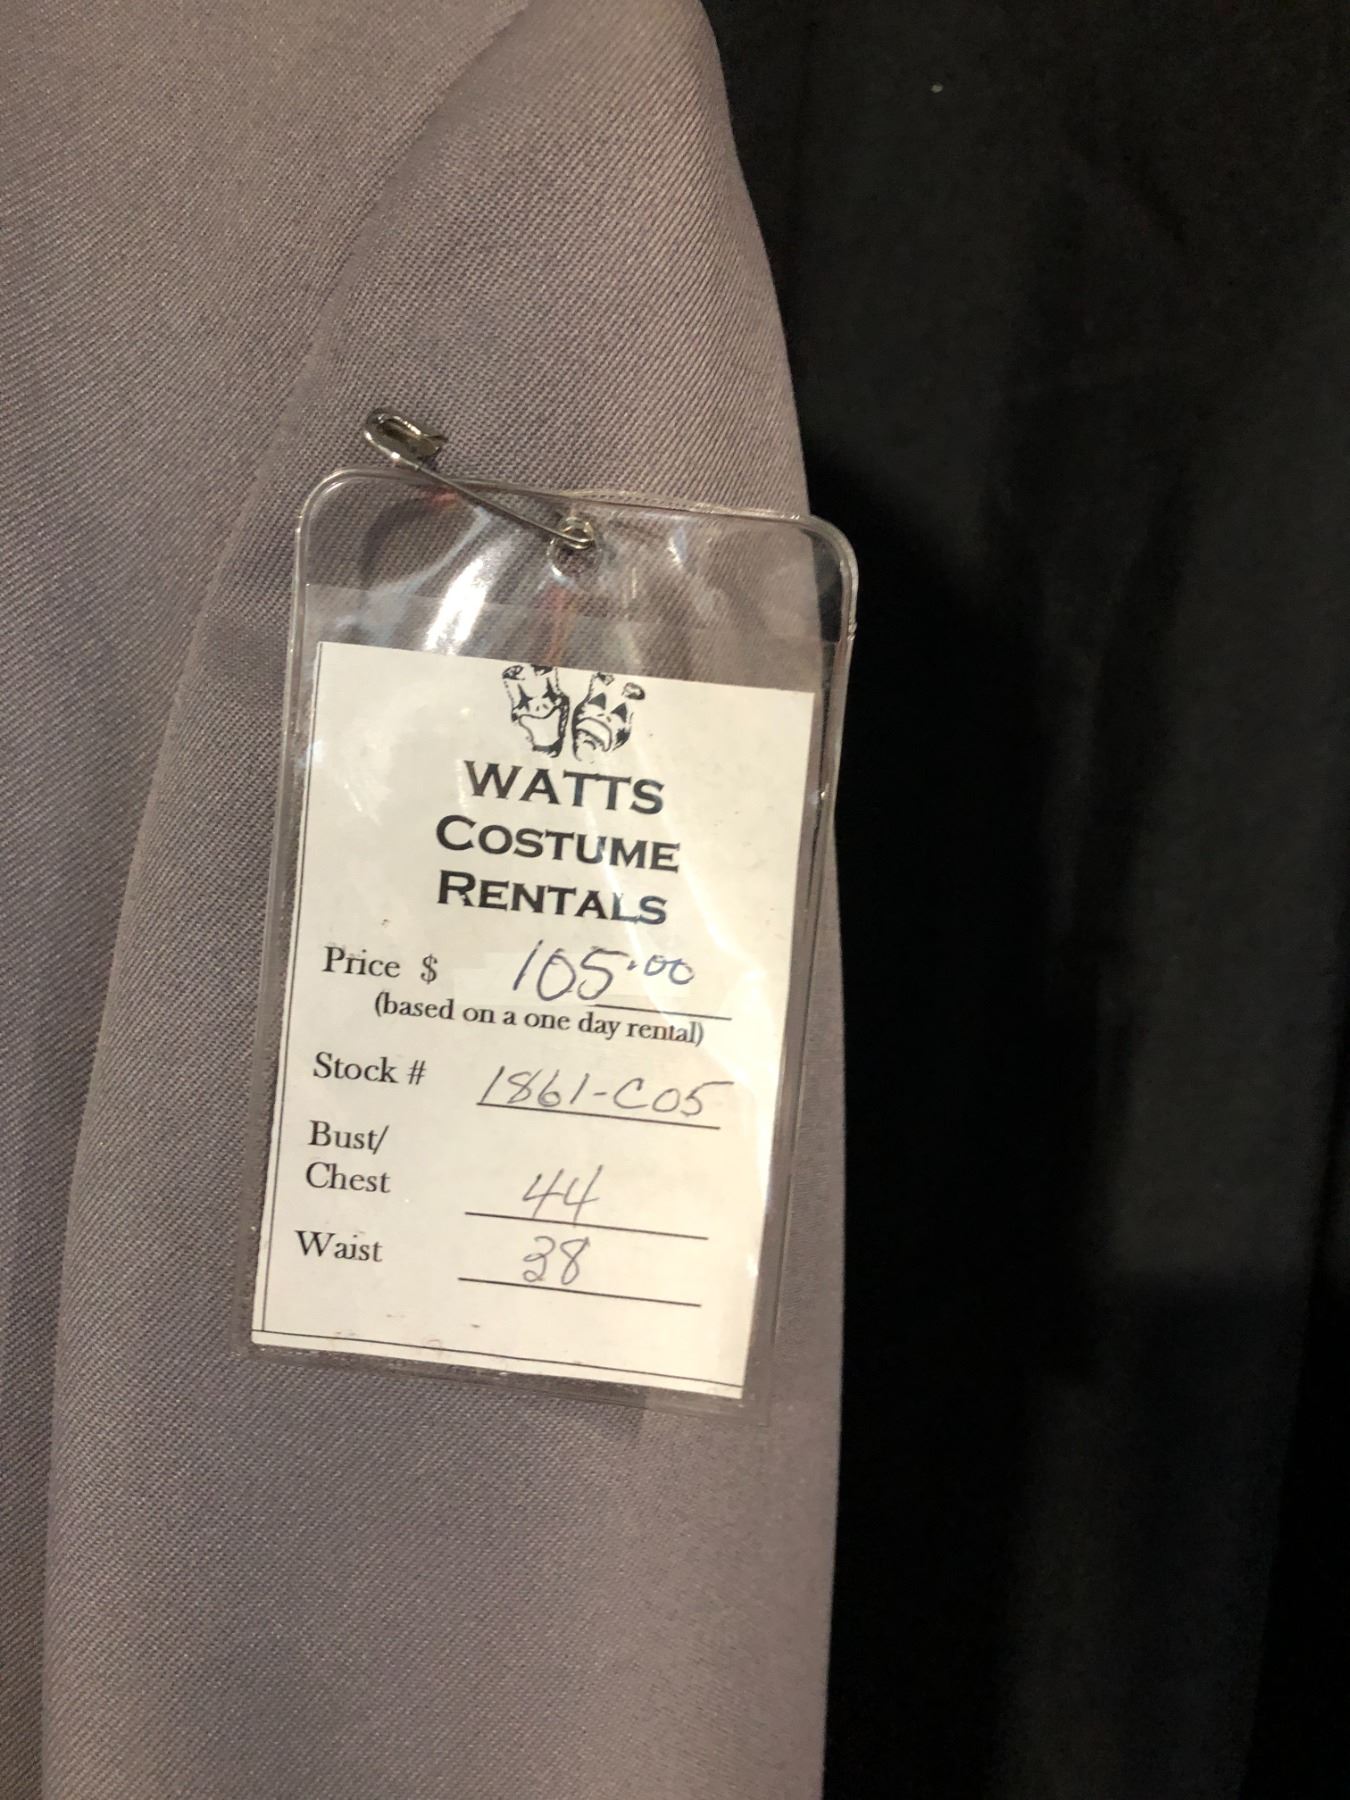 WATTS
COSTUME
RENTALS
Price $ 105.00
(based on a one day rental)
Stock # 1861-C05
Bust/
Chest 44
Waist 38